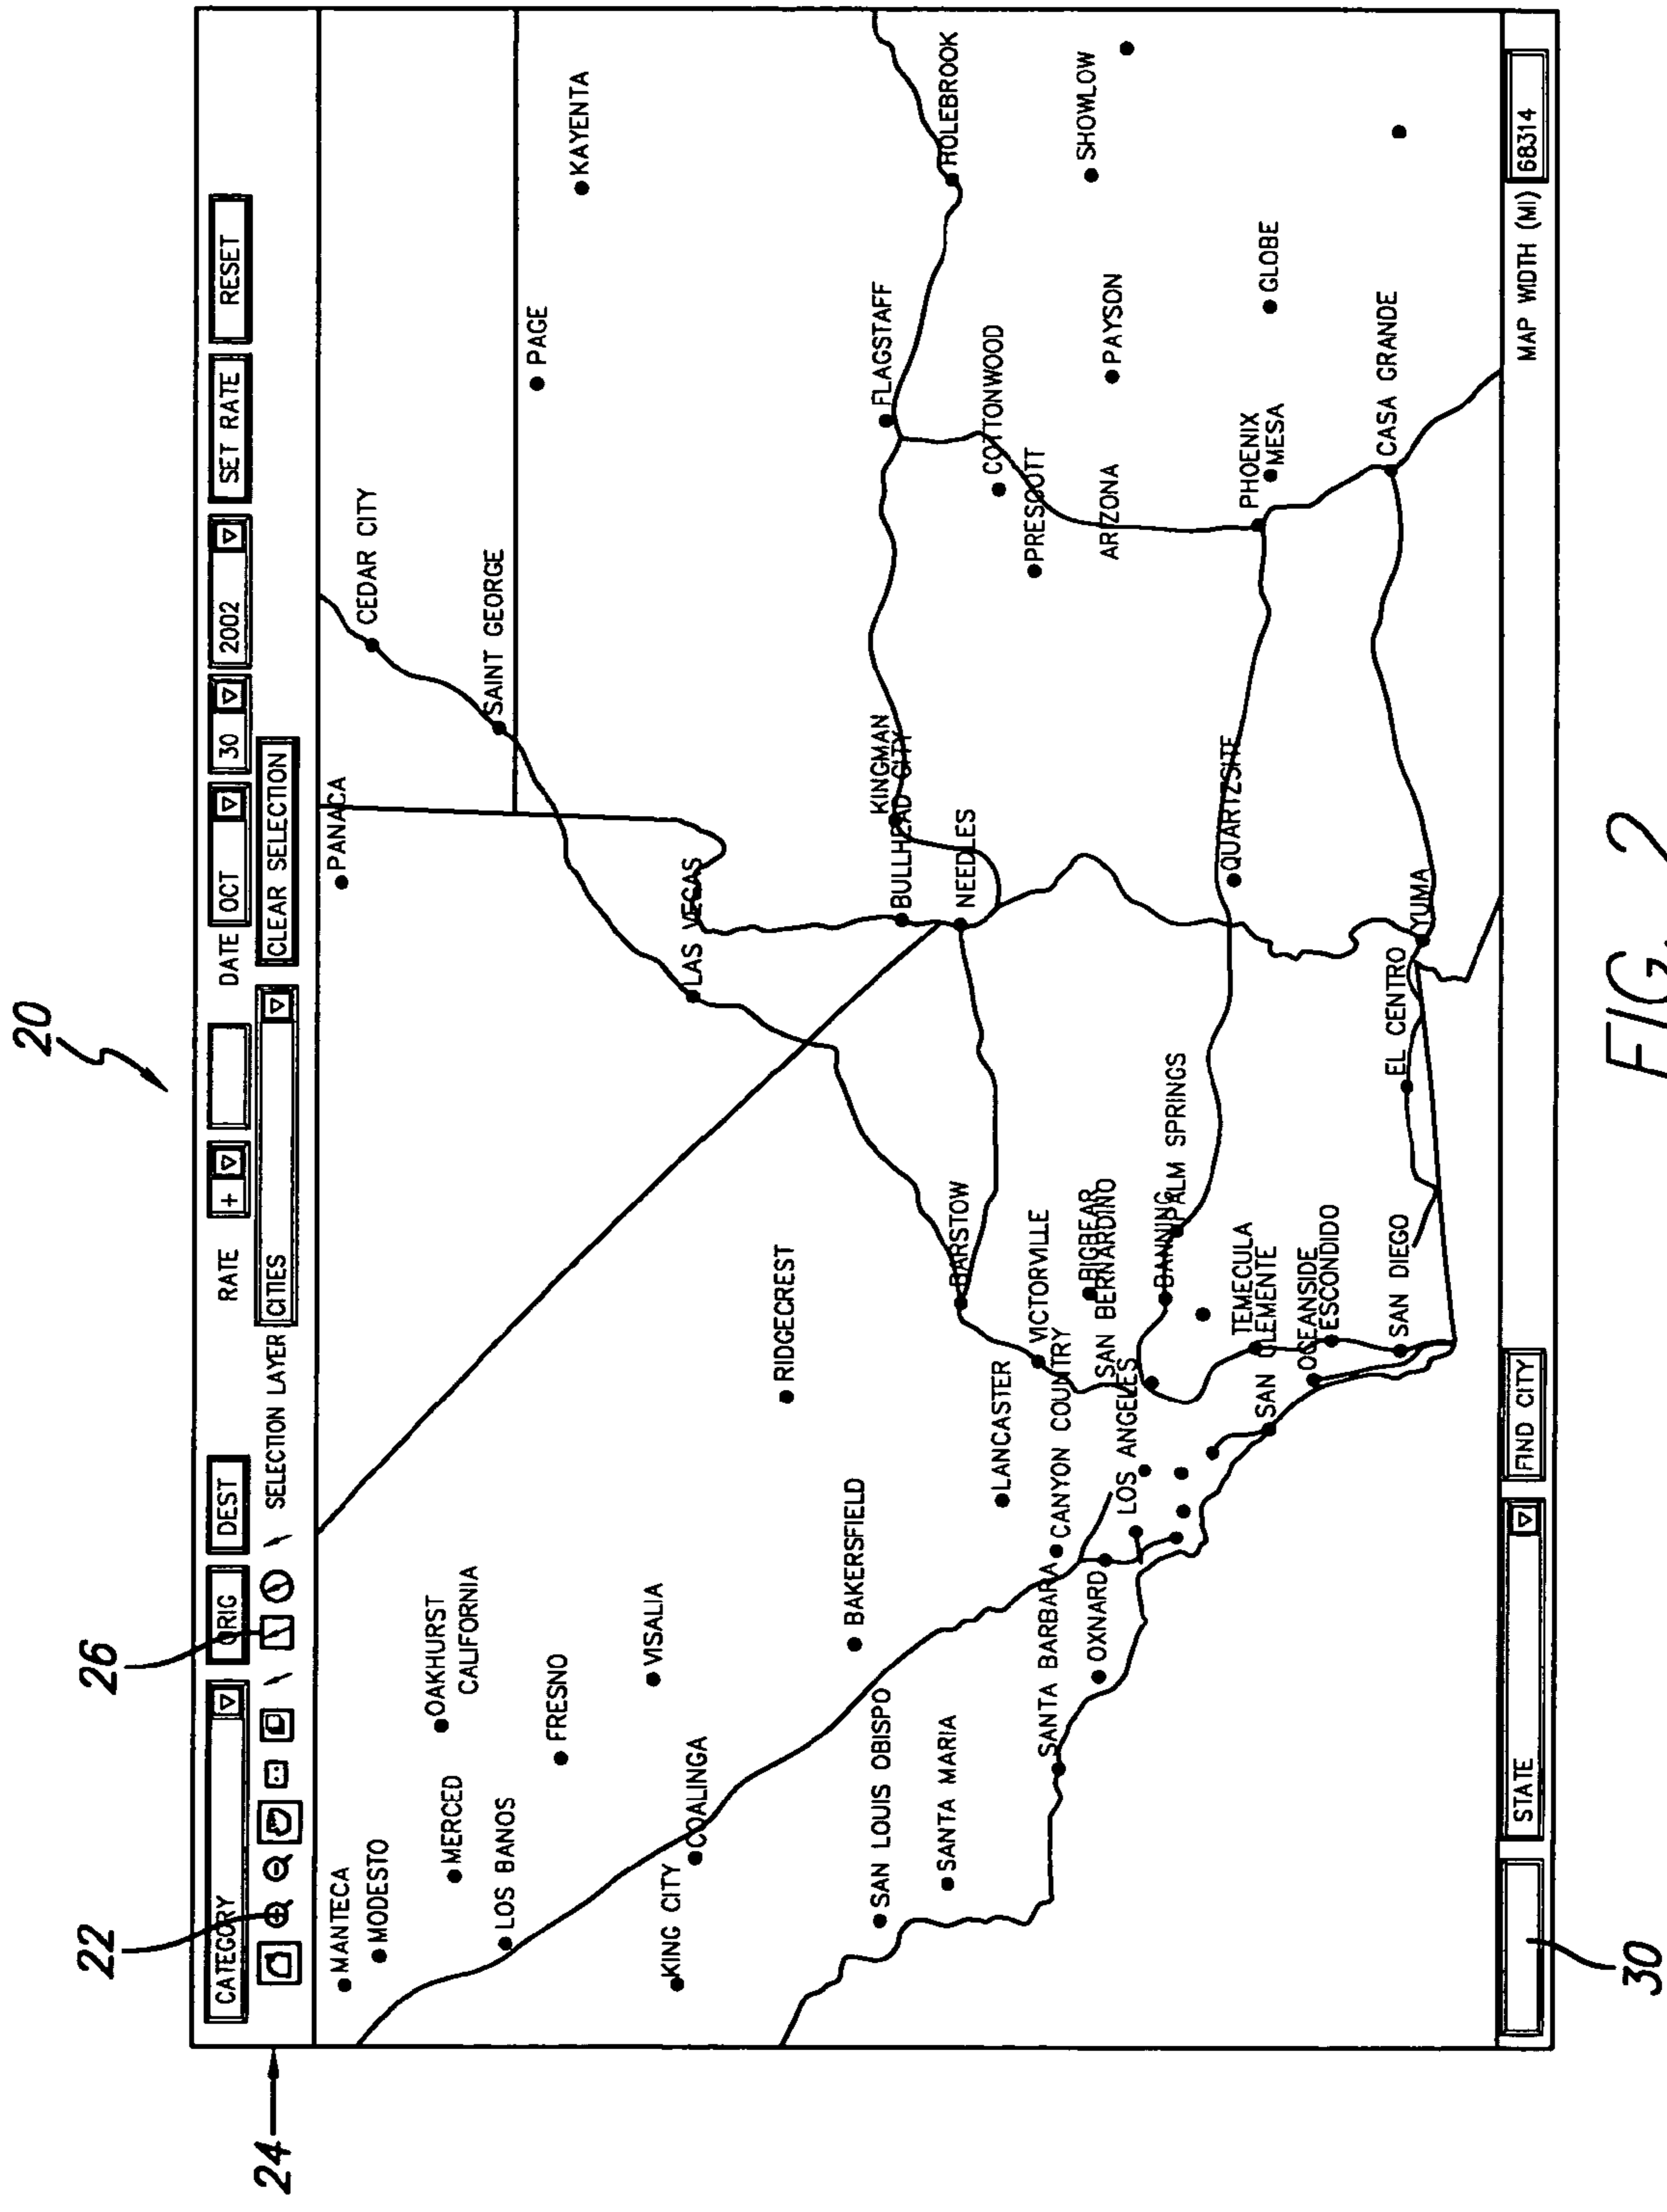 20
22
26
24
CATEGORY
ORIG
DEST
RATE
+
DATE
OCT
30
2002
SET RATE
RESET
SELECTION LAYER
CITIES
CLEAR SELECTION
MANTECA
MODESTO
MERCED
LOS BANOS
OAKHURST
CALIFORNIA
FRESNO
VISALIA
KING CITY
COALINGA
PANACA
CEDAR CITY
SAINT GEORGE
PAGE
KAYENTA
LAS VEGAS
RIDGECREST
BAKERSFIELD
SAN LOUIS OBISPO
SANTA MARIA
SANTA BARBARA
OXNARD
LANCASTER
CANYON COUNTRY
LOS ANGELES
BARSTOW
VICTORVILLE
BIGBEAR
SAN BERNARDINO
BANNING
PALM SPRINGS
TEMECULA
SAN CLEMENTE
OCEANSIDE
ESCONDIDO
SAN DIEGO
EL CENTRO
YUMA
KINGMAN
BULLHEAD CITY
NEEDLES
QUARTZSITE
FLAGSTAFF
COTTONWOOD
PRESCOTT
ARIZONA
PAYSON
PHOENIX
MESA
GLOBE
CASA GRANDE
HOLEBROOK
SHOWLOW
STATE
FIND CITY
MAP WIDTH (MI)
68314
30
FIG. 2